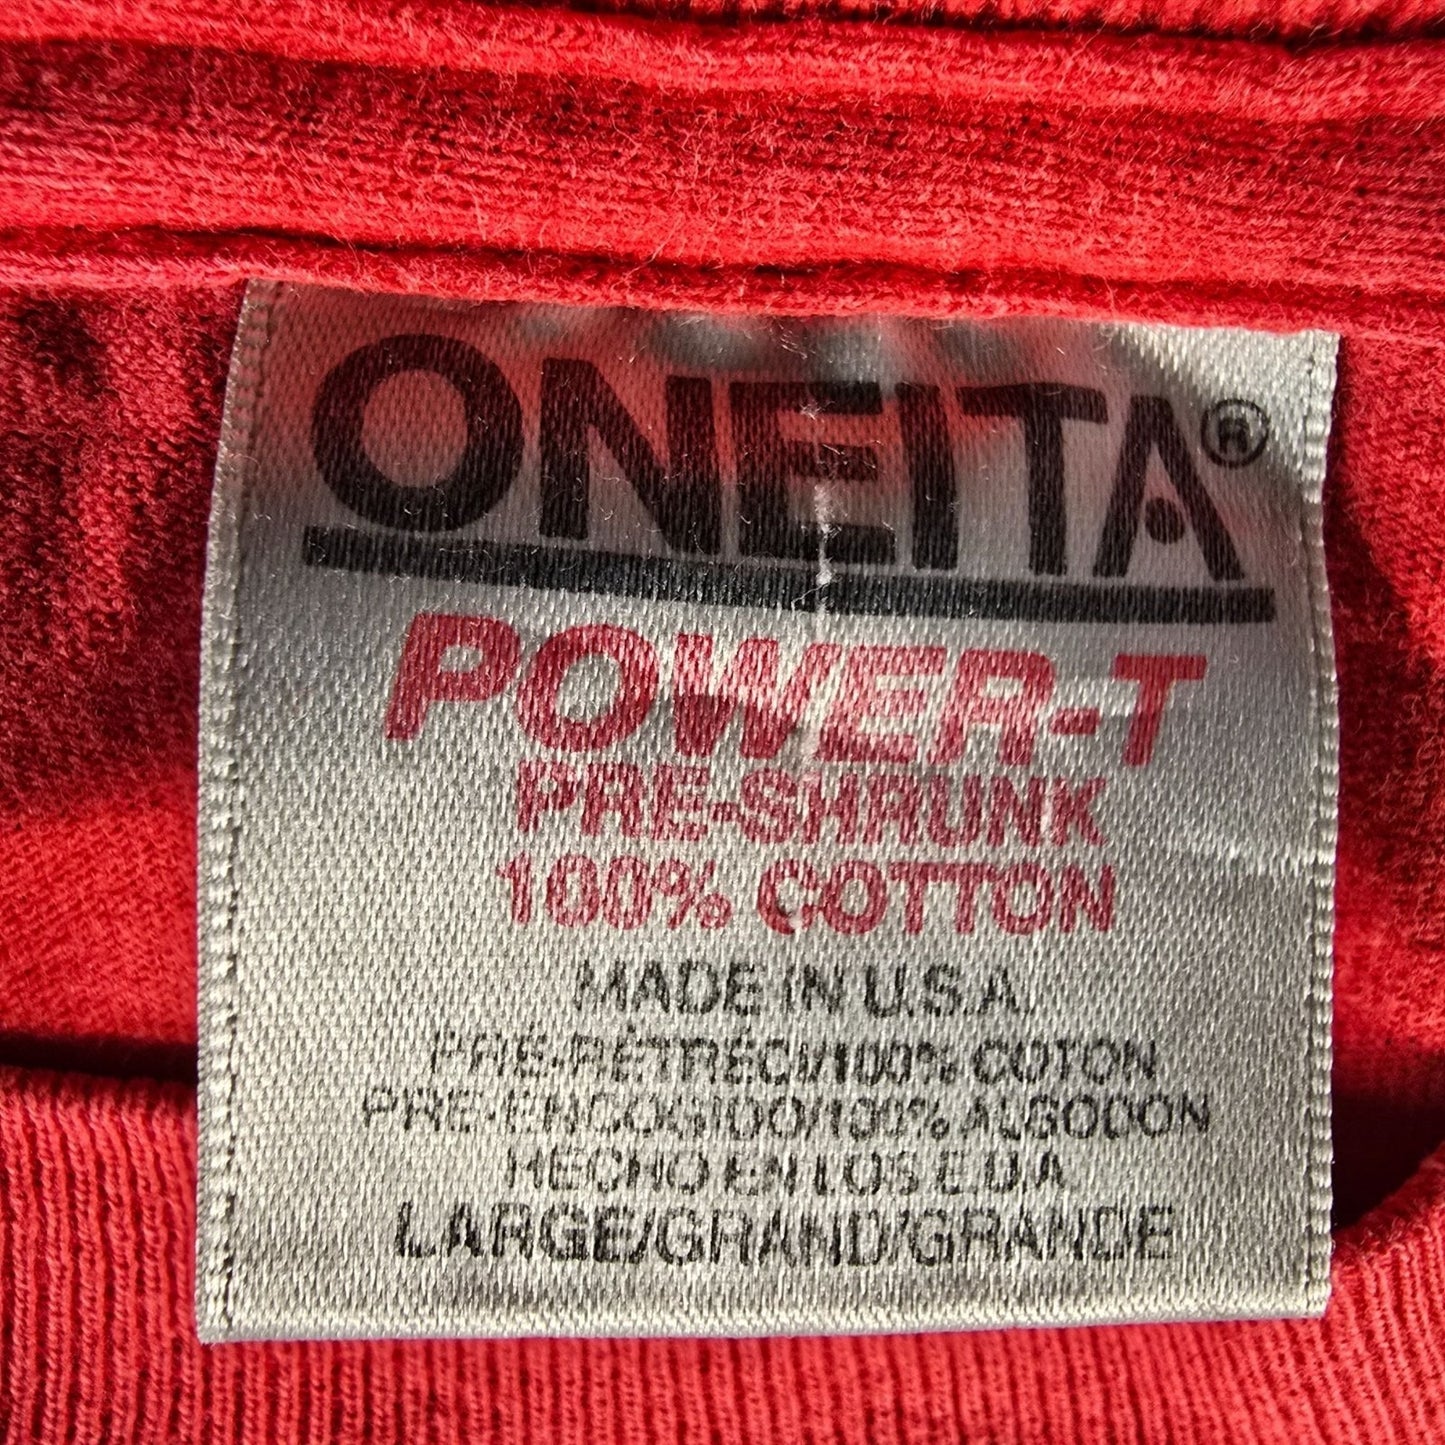 ONEITA®
POWER-T
PRE-SHRUNK
100% COTTON
MADE IN U.S.A.
PRÉ-RÉTRÉCI/100% COTON
PRE-ENCOGIDO/100% ALGODON
HECHO EN LOS E.U.A
LARGE/GRAND/GRANDE